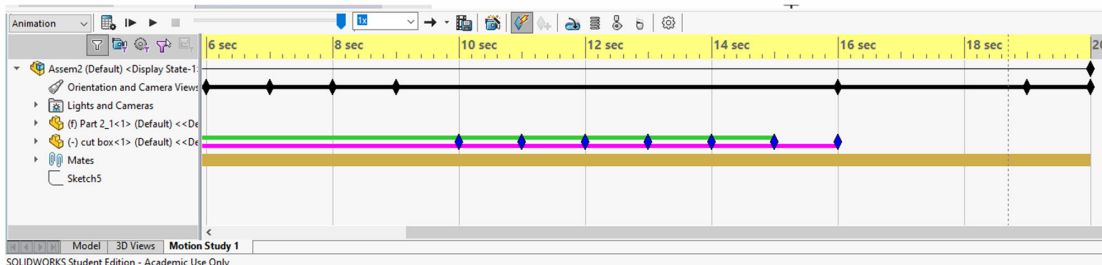 Animation 1x
6 sec 8 sec 10 sec 12 sec 14 sec 16 sec 18 sec 20
Assem2 (Default) <Display State-1>
Orientation and Camera Views
Lights and Cameras
(f) Part 2_1<1> (Default) <<De
(-) cut box<1> (Default) <<De
Mates
Sketch5
Model 3D Views Motion Study 1
SOLIDWORKS Student Edition - Academic Use Only